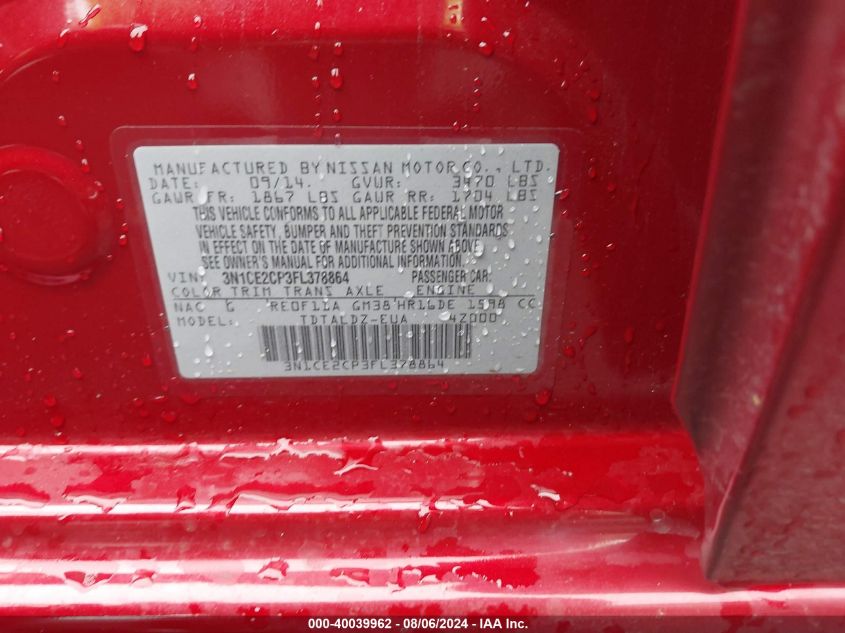 MANUFACTURED BY NISSAN MOTOR CO., LTD.
DATE: 09/14. GVWR: 3470 LBS
GAWR FR: 1867 LBS GAWR RR: 1704 LBS
THIS VEHICLE CONFORMS TO ALL APPLICABLE FEDERAL MOTOR
VEHICLE SAFETY, BUMPER AND THEFT PREVENTION STANDARDS
IN EFFECT ON THE DATE OF MANUFACTURE SHOWN ABOVE.
SEE OWNER'S MANUAL FOR ADDITIONAL INFORMATION.
VIN: 3N1CE2CP3FL378864 PASSENGER CAR.
COLOR TRIM TRANS AXLE ENGINE
NAC G RE0F11A GM38 HR16DE 1598 CC
MODEL: TDTALDZ-EUA 4Z000
3N1CE2CP3FL378864
000-40039962 - 08/06/2024 - IAA Inc.